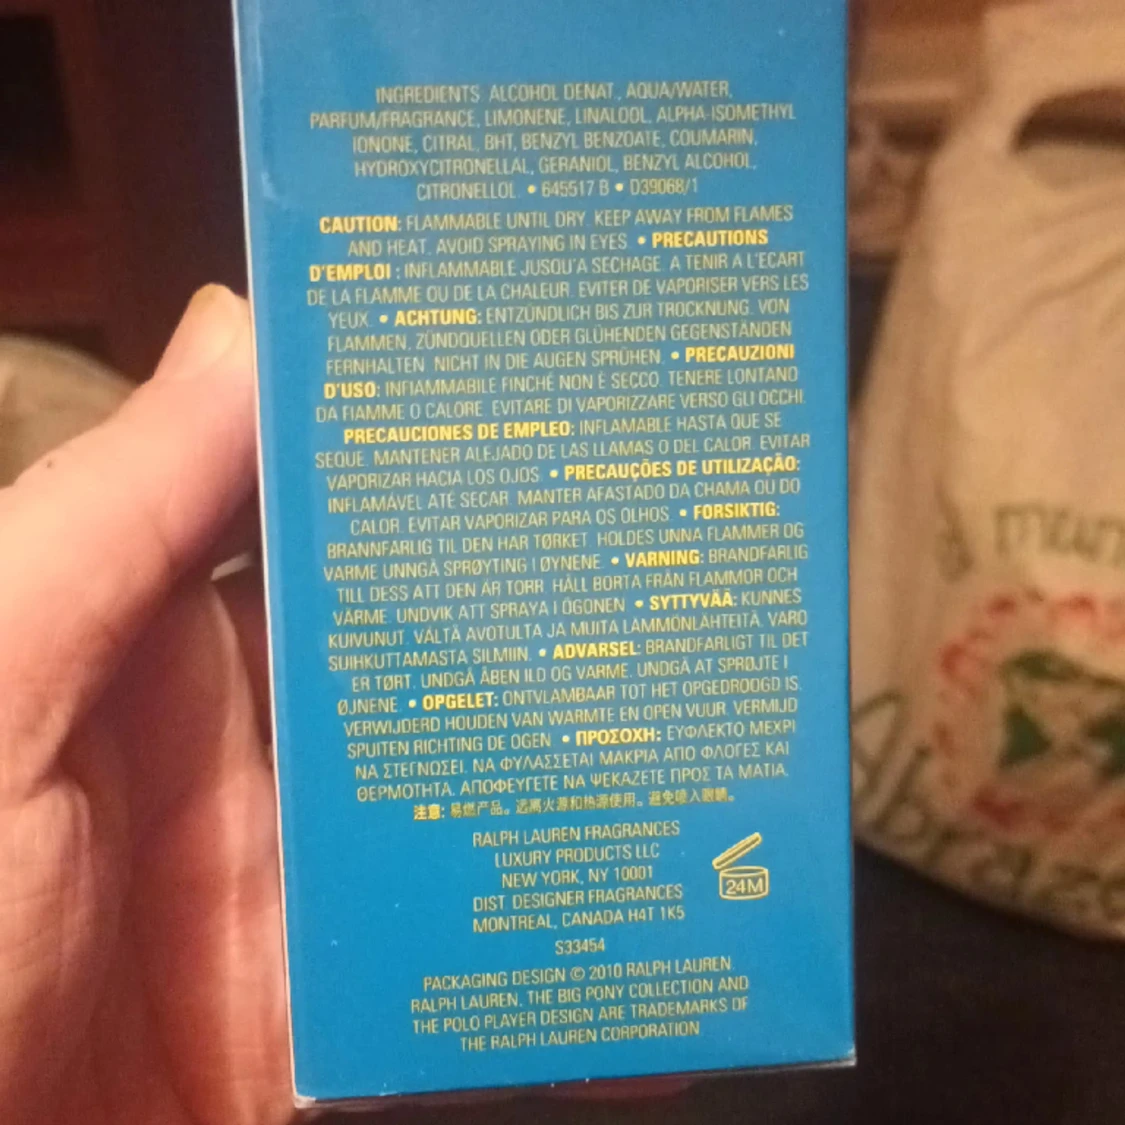 INGREDIENTS: ALCOHOL DENAT., AQUA/WATER,
PARFUM/FRAGRANCE, LIMONENE, LINALOOL, ALPHA-ISOMETHYL
IONONE, CITRAL, BHT, BENZYL BENZOATE, COUMARIN,
HYDROXYCITRONELLAL, GERANIOL, BENZYL ALCOHOL,
CITRONELLOL • 645517 B • D39068/1
CAUTION: FLAMMABLE UNTIL DRY. KEEP AWAY FROM FLAMES
AND HEAT. AVOID SPRAYING IN EYES. • PRECAUTIONS
D'EMPLOI : INFLAMMABLE JUSQU'A SECHAGE. A TENIR A L'ECART
DE LA FLAMME OU DE LA CHALEUR. EVITER DE VAPORISER VERS LES
YEUX. • ACHTUNG: ENTZÜNDLICH BIS ZUR TROCKNUNG. VON
FLAMMEN, ZÜNDQUELLEN ODER GLÜHENDEN GEGENSTÄNDEN
FERNHALTEN. NICHT IN DIE AUGEN SPRÜHEN. • PRECAUZIONI
D'USO: INFIAMMABILE FINCHÉ NON È SECCO. TENERE LONTANO
DA FIAMME O CALORE. EVITARE DI VAPORIZZARE VERSO GLI OCCHI.
PRECAUCIONES DE EMPLEO: INFLAMABLE HASTA QUE SE
SEQUE. MANTENER ALEJADO DE LAS LLAMAS O DEL CALOR. EVITAR
VAPORIZAR HACIA LOS OJOS. • PRECAUÇÕES DE UTILIZAÇÃO:
INFLAMÁVEL ATÉ SECAR. MANTER AFASTADO DA CHAMA OU DO
CALOR. EVITAR VAPORIZAR PARA OS OLHOS. • FORSIKTIG:
BRANNFARLIG TIL DEN HAR TØRKET. HOLDES UNNA FLAMMER OG
VARME UNNGÅ SPRØYTING I ØYNENE. • VARNING: BRANDFARLIG
TILL DESS ATT DEN ÄR TORR. HÅLL BORTA FRÅN FLAMMOR OCH
VÄRME. UNDVIK ATT SPRAYA I ÖGONEN • SYTTYVÄÄ: KUNNES
KUIVUNUT. VÄLTÄ AVOTULTA JA MUITA LÄMMÖNLÄHTEITÄ. VARO
SUIHKUTTAMASTA SILMIIN. • ADVARSEL: BRANDFARLIGT TIL DET
ER TØRT. UNDGÅ ÅBEN ILD OG VARME. UNDGÅ AT SPRØJTE I
ØJNENE. • OPGELET: ONTVLAMBAAR TOT HET OPGEDROOGD IS.
VERWIJDERD HOUDEN VAN WARMTE EN OPEN VUUR. VERMIJD
SPUITEN RICHTING DE OGEN • ΠΡΟΣΟΧΗ: ΕΥΦΛΕΚΤΟ ΜΕΧΡΙ
ΝΑ ΣΤΕΓΝΩΣΕΙ. ΝΑ ΦΥΛΑΣΣΕΤΑΙ ΜΑΚΡΙΑ ΑΠΟ ΦΛΟΓΕΣ ΚΑΙ
ΘΕΡΜΟΤΗΤΑ. ΑΠΟΦΕΥΓΕΤΕ ΝΑ ΨΕΚΑΖΕΤΕ ΠΡΟΣ ΤΑ ΜΑΤΙΑ.
注意: 易燃产品。远离火源和热源使用。避免喷入眼睛。
RALPH LAUREN FRAGRANCES
LUXURY PRODUCTS LLC
NEW YORK, NY 10001
DIST. DESIGNER FRAGRANCES
MONTREAL, CANADA H4T 1K5
24M
S33454
PACKAGING DESIGN © 2010 RALPH LAUREN.
RALPH LAUREN, THE BIG PONY COLLECTION AND
THE POLO PLAYER DESIGN ARE TRADEMARKS OF
THE RALPH LAUREN CORPORATION